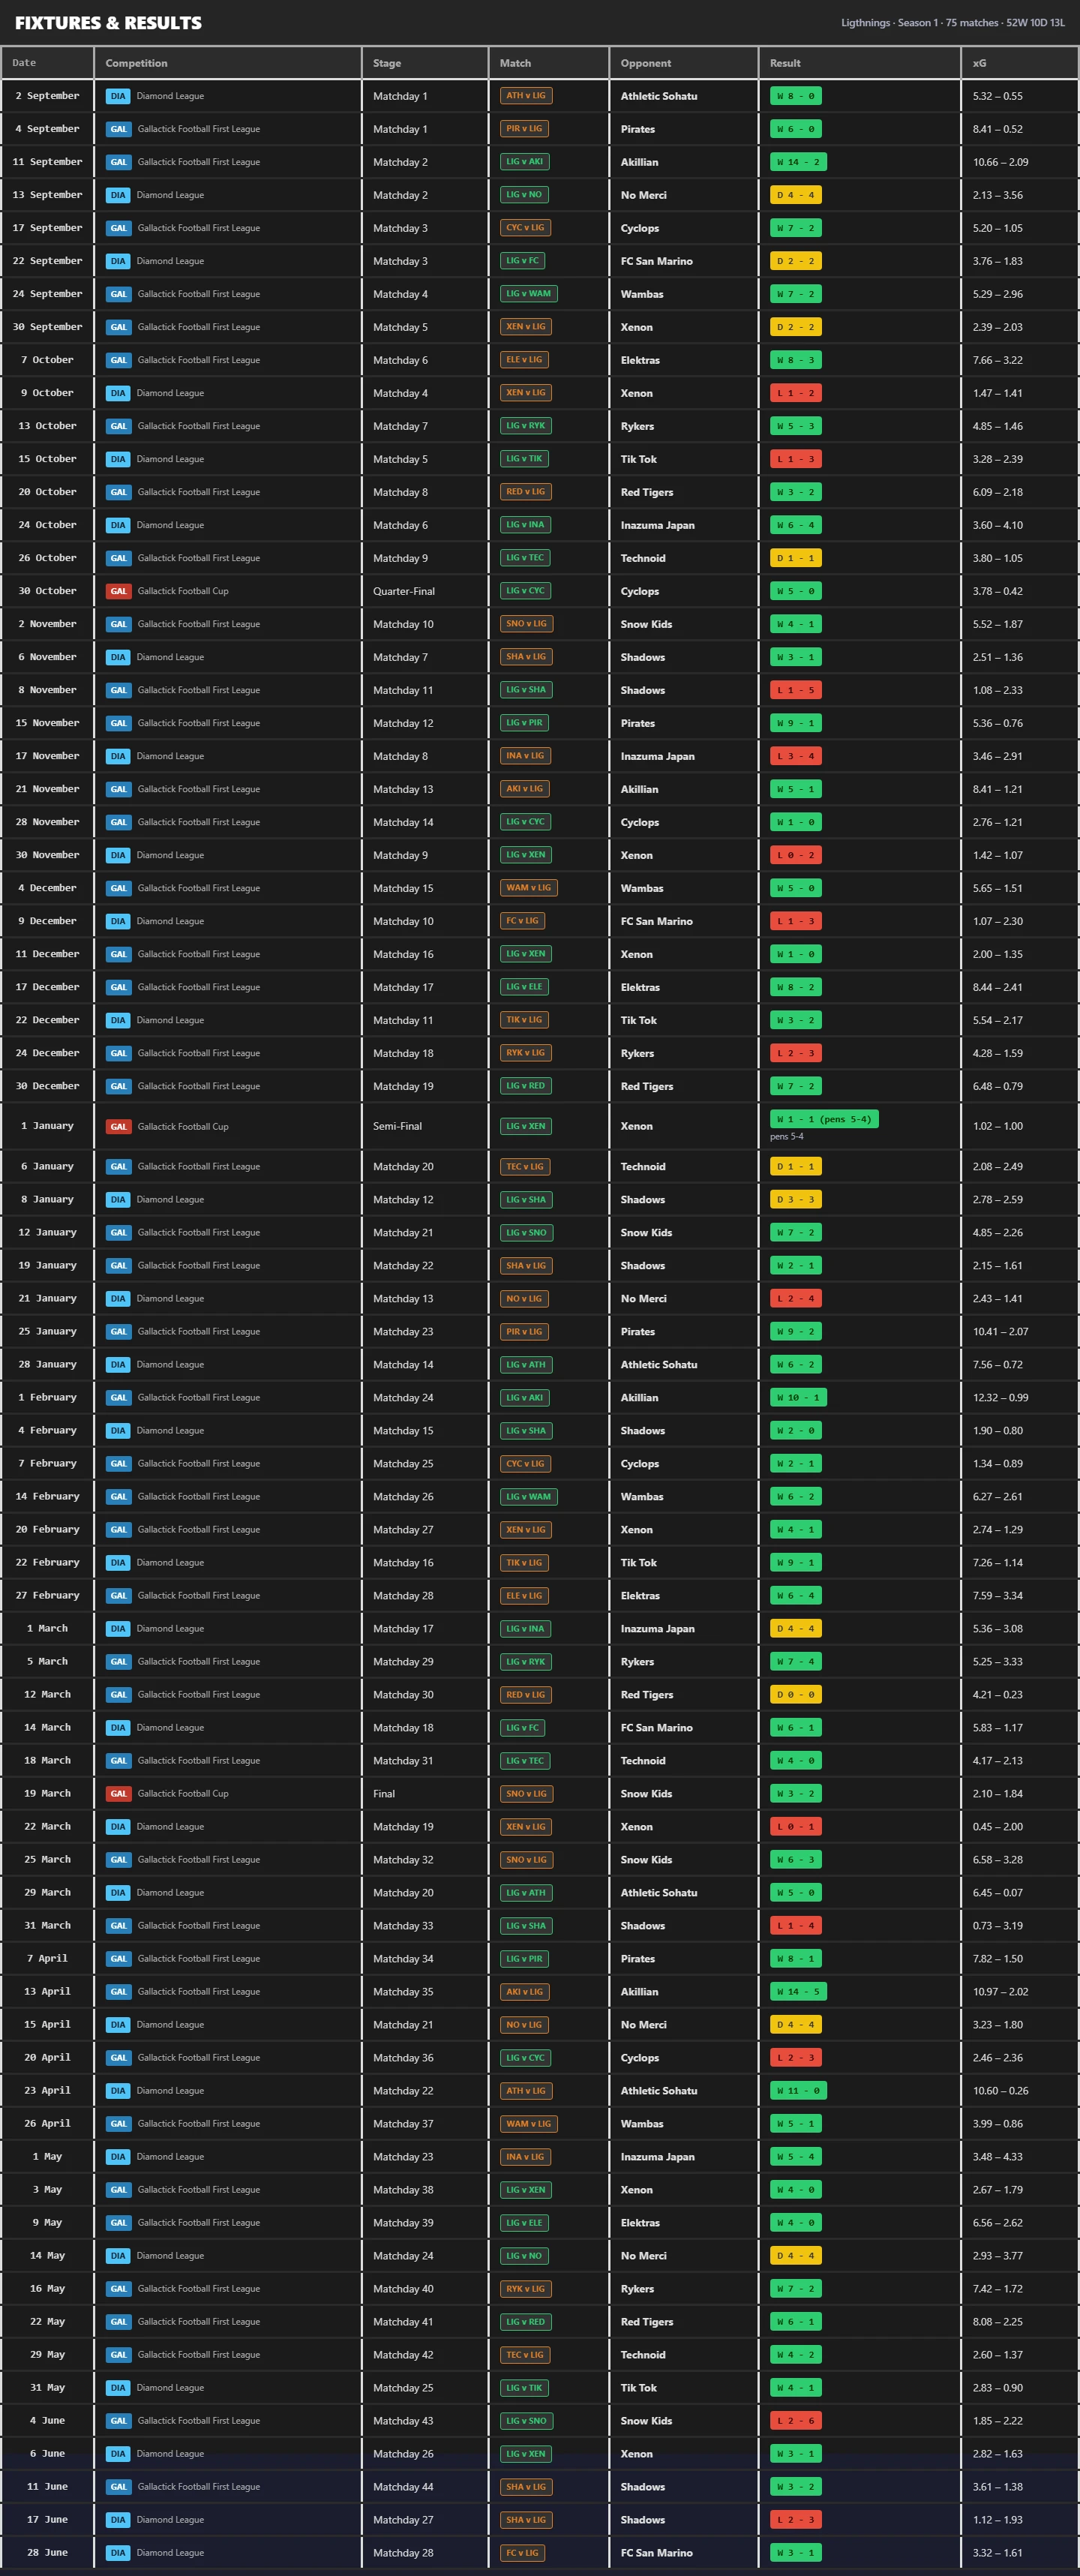 FIXTURES & RESULTS
Ligthnings · Season 1 · 75 matches · 52W 10D 13L
Date Competition Stage Match Opponent Result xG
2 September DIA Diamond League Matchday 1 ATH v LIG Athletic Sohatu W 8 - 0 5.32 – 0.55
4 September GAL Gallactick Football First League Matchday 1 PIR v LIG Pirates W 6 - 0 8.41 – 0.52
11 September GAL Gallactick Football First League Matchday 2 LIG v AKI Akillian W 14 - 2 10.66 – 2.09
13 September DIA Diamond League Matchday 2 LIG v NO No Merci D 4 - 4 2.13 – 3.56
17 September GAL Gallactick Football First League Matchday 3 CYC v LIG Cyclops W 7 - 2 5.20 – 1.05
22 September DIA Diamond League Matchday 3 LIG v FC FC San Marino D 2 - 2 3.76 – 1.83
24 September GAL Gallactick Football First League Matchday 4 LIG v WAM Wambas W 7 - 2 5.29 – 2.96
30 September GAL Gallactick Football First League Matchday 5 XEN v LIG Xenon D 2 - 2 2.39 – 2.03
7 October GAL Gallactick Football First League Matchday 6 ELE v LIG Elektras W 8 - 3 7.66 – 3.22
9 October DIA Diamond League Matchday 4 XEN v LIG Xenon L 1 - 2 1.47 – 1.41
13 October GAL Gallactick Football First League Matchday 7 LIG v RYK Rykers W 5 - 3 4.85 – 1.46
15 October DIA Diamond League Matchday 5 LIG v TIK Tik Tok L 1 - 3 3.28 – 2.39
20 October GAL Gallactick Football First League Matchday 8 RED v LIG Red Tigers W 3 - 2 6.09 – 2.18
24 October DIA Diamond League Matchday 6 LIG v INA Inazuma Japan W 6 - 4 3.60 – 4.10
26 October GAL Gallactick Football First League Matchday 9 LIG v TEC Technoid D 1 - 1 3.80 – 1.05
30 October GAL Gallactick Football Cup Quarter-Final LIG v CYC Cyclops W 5 - 0 3.78 – 0.42
2 November GAL Gallactick Football First League Matchday 10 SNO v LIG Snow Kids W 4 - 1 5.52 – 1.87
6 November DIA Diamond League Matchday 7 SHA v LIG Shadows W 3 - 1 2.51 – 1.36
8 November GAL Gallactick Football First League Matchday 11 LIG v SHA Shadows L 1 - 5 1.08 – 2.33
15 November GAL Gallactick Football First League Matchday 12 LIG v PIR Pirates W 9 - 1 5.36 – 0.76
17 November DIA Diamond League Matchday 8 INA v LIG Inazuma Japan L 3 - 4 3.46 – 2.91
21 November GAL Gallactick Football First League Matchday 13 AKI v LIG Akillian W 5 - 1 8.41 – 1.21
28 November GAL Gallactick Football First League Matchday 14 LIG v CYC Cyclops W 1 - 0 2.76 – 1.21
30 November DIA Diamond League Matchday 9 LIG v XEN Xenon L 0 - 2 1.42 – 1.07
4 December GAL Gallactick Football First League Matchday 15 WAM v LIG Wambas W 5 - 0 5.65 – 1.51
9 December DIA Diamond League Matchday 10 FC v LIG FC San Marino L 1 - 3 1.07 – 2.30
11 December GAL Gallactick Football First League Matchday 16 LIG v XEN Xenon W 1 - 0 2.00 – 1.35
17 December GAL Gallactick Football First League Matchday 17 LIG v ELE Elektras W 8 - 2 8.44 – 2.41
22 December DIA Diamond League Matchday 11 TIK v LIG Tik Tok W 3 - 2 5.54 – 2.17
24 December GAL Gallactick Football First League Matchday 18 RYK v LIG Rykers L 2 - 3 4.28 – 1.59
30 December GAL Gallactick Football First League Matchday 19 LIG v RED Red Tigers W 7 - 2 6.48 – 0.79
1 January GAL Gallactick Football Cup Semi-Final LIG v XEN Xenon W 1 - 1 (pens 5-4) 1.02 – 1.00
pens 5-4
6 January GAL Gallactick Football First League Matchday 20 TEC v LIG Technoid D 1 - 1 2.08 – 2.49
8 January DIA Diamond League Matchday 12 LIG v SHA Shadows D 3 - 3 2.78 – 2.59
12 January GAL Gallactick Football First League Matchday 21 LIG v SNO Snow Kids W 7 - 2 4.85 – 2.26
19 January GAL Gallactick Football First League Matchday 22 SHA v LIG Shadows W 2 - 1 2.15 – 1.61
21 January DIA Diamond League Matchday 13 NO v LIG No Merci L 2 - 4 2.43 – 1.41
25 January GAL Gallactick Football First League Matchday 23 PIR v LIG Pirates W 9 - 2 10.41 – 2.07
28 January DIA Diamond League Matchday 14 LIG v ATH Athletic Sohatu W 6 - 2 7.56 – 0.72
1 February GAL Gallactick Football First League Matchday 24 LIG v AKI Akillian W 10 - 1 12.32 – 0.99
4 February DIA Diamond League Matchday 15 LIG v SHA Shadows W 2 - 0 1.90 – 0.80
7 February GAL Gallactick Football First League Matchday 25 CYC v LIG Cyclops W 2 - 1 1.34 – 0.89
14 February GAL Gallactick Football First League Matchday 26 LIG v WAM Wambas W 6 - 2 6.27 – 2.61
20 February GAL Gallactick Football First League Matchday 27 XEN v LIG Xenon W 4 - 1 2.74 – 1.29
22 February DIA Diamond League Matchday 16 TIK v LIG Tik Tok W 9 - 1 7.26 – 1.14
27 February GAL Gallactick Football First League Matchday 28 ELE v LIG Elektras W 6 - 4 7.59 – 3.34
1 March DIA Diamond League Matchday 17 LIG v INA Inazuma Japan D 4 - 4 5.36 – 3.08
5 March GAL Gallactick Football First League Matchday 29 LIG v RYK Rykers W 7 - 4 5.25 – 3.33
12 March GAL Gallactick Football First League Matchday 30 RED v LIG Red Tigers D 0 - 0 4.21 – 0.23
14 March DIA Diamond League Matchday 18 LIG v FC FC San Marino W 6 - 1 5.83 – 1.17
18 March GAL Gallactick Football First League Matchday 31 LIG v TEC Technoid W 4 - 0 4.17 – 2.13
19 March GAL Gallactick Football Cup Final SNO v LIG Snow Kids W 3 - 2 2.10 – 1.84
22 March DIA Diamond League Matchday 19 XEN v LIG Xenon L 0 - 1 0.45 – 2.00
25 March GAL Gallactick Football First League Matchday 32 SNO v LIG Snow Kids W 6 - 3 6.58 – 3.28
29 March DIA Diamond League Matchday 20 LIG v ATH Athletic Sohatu W 5 - 0 6.45 – 0.07
31 March GAL Gallactick Football First League Matchday 33 LIG v SHA Shadows L 1 - 4 0.73 – 3.19
7 April GAL Gallactick Football First League Matchday 34 LIG v PIR Pirates W 8 - 1 7.82 – 1.50
13 April GAL Gallactick Football First League Matchday 35 AKI v LIG Akillian W 14 - 5 10.97 – 2.02
15 April DIA Diamond League Matchday 21 NO v LIG No Merci D 4 - 4 3.23 – 1.80
20 April GAL Gallactick Football First League Matchday 36 LIG v CYC Cyclops L 2 - 3 2.46 – 2.36
23 April DIA Diamond League Matchday 22 ATH v LIG Athletic Sohatu W 11 - 0 10.60 – 0.26
26 April GAL Gallactick Football First League Matchday 37 WAM v LIG Wambas W 5 - 1 3.99 – 0.86
1 May DIA Diamond League Matchday 23 INA v LIG Inazuma Japan W 5 - 4 3.48 – 4.33
3 May GAL Gallactick Football First League Matchday 38 LIG v XEN Xenon W 4 - 0 2.67 – 1.79
9 May GAL Gallactick Football First League Matchday 39 LIG v ELE Elektras W 4 - 0 6.56 – 2.62
14 May DIA Diamond League Matchday 24 LIG v NO No Merci D 4 - 4 2.93 – 3.77
16 May GAL Gallactick Football First League Matchday 40 RYK v LIG Rykers W 7 - 2 7.42 – 1.72
22 May GAL Gallactick Football First League Matchday 41 LIG v RED Red Tigers W 6 - 1 8.08 – 2.25
29 May GAL Gallactick Football First League Matchday 42 TEC v LIG Technoid W 4 - 2 2.60 – 1.37
31 May DIA Diamond League Matchday 25 LIG v TIK Tik Tok W 4 - 1 2.83 – 0.90
4 June GAL Gallactick Football First League Matchday 43 LIG v SNO Snow Kids L 2 - 6 1.85 – 2.22
6 June DIA Diamond League Matchday 26 LIG v XEN Xenon W 3 - 1 2.82 – 1.63
11 June GAL Gallactick Football First League Matchday 44 SHA v LIG Shadows W 3 - 2 3.61 – 1.38
17 June DIA Diamond League Matchday 27 SHA v LIG Shadows L 2 - 3 1.12 – 1.93
28 June DIA Diamond League Matchday 28 FC v LIG FC San Marino W 3 - 1 3.32 – 1.61